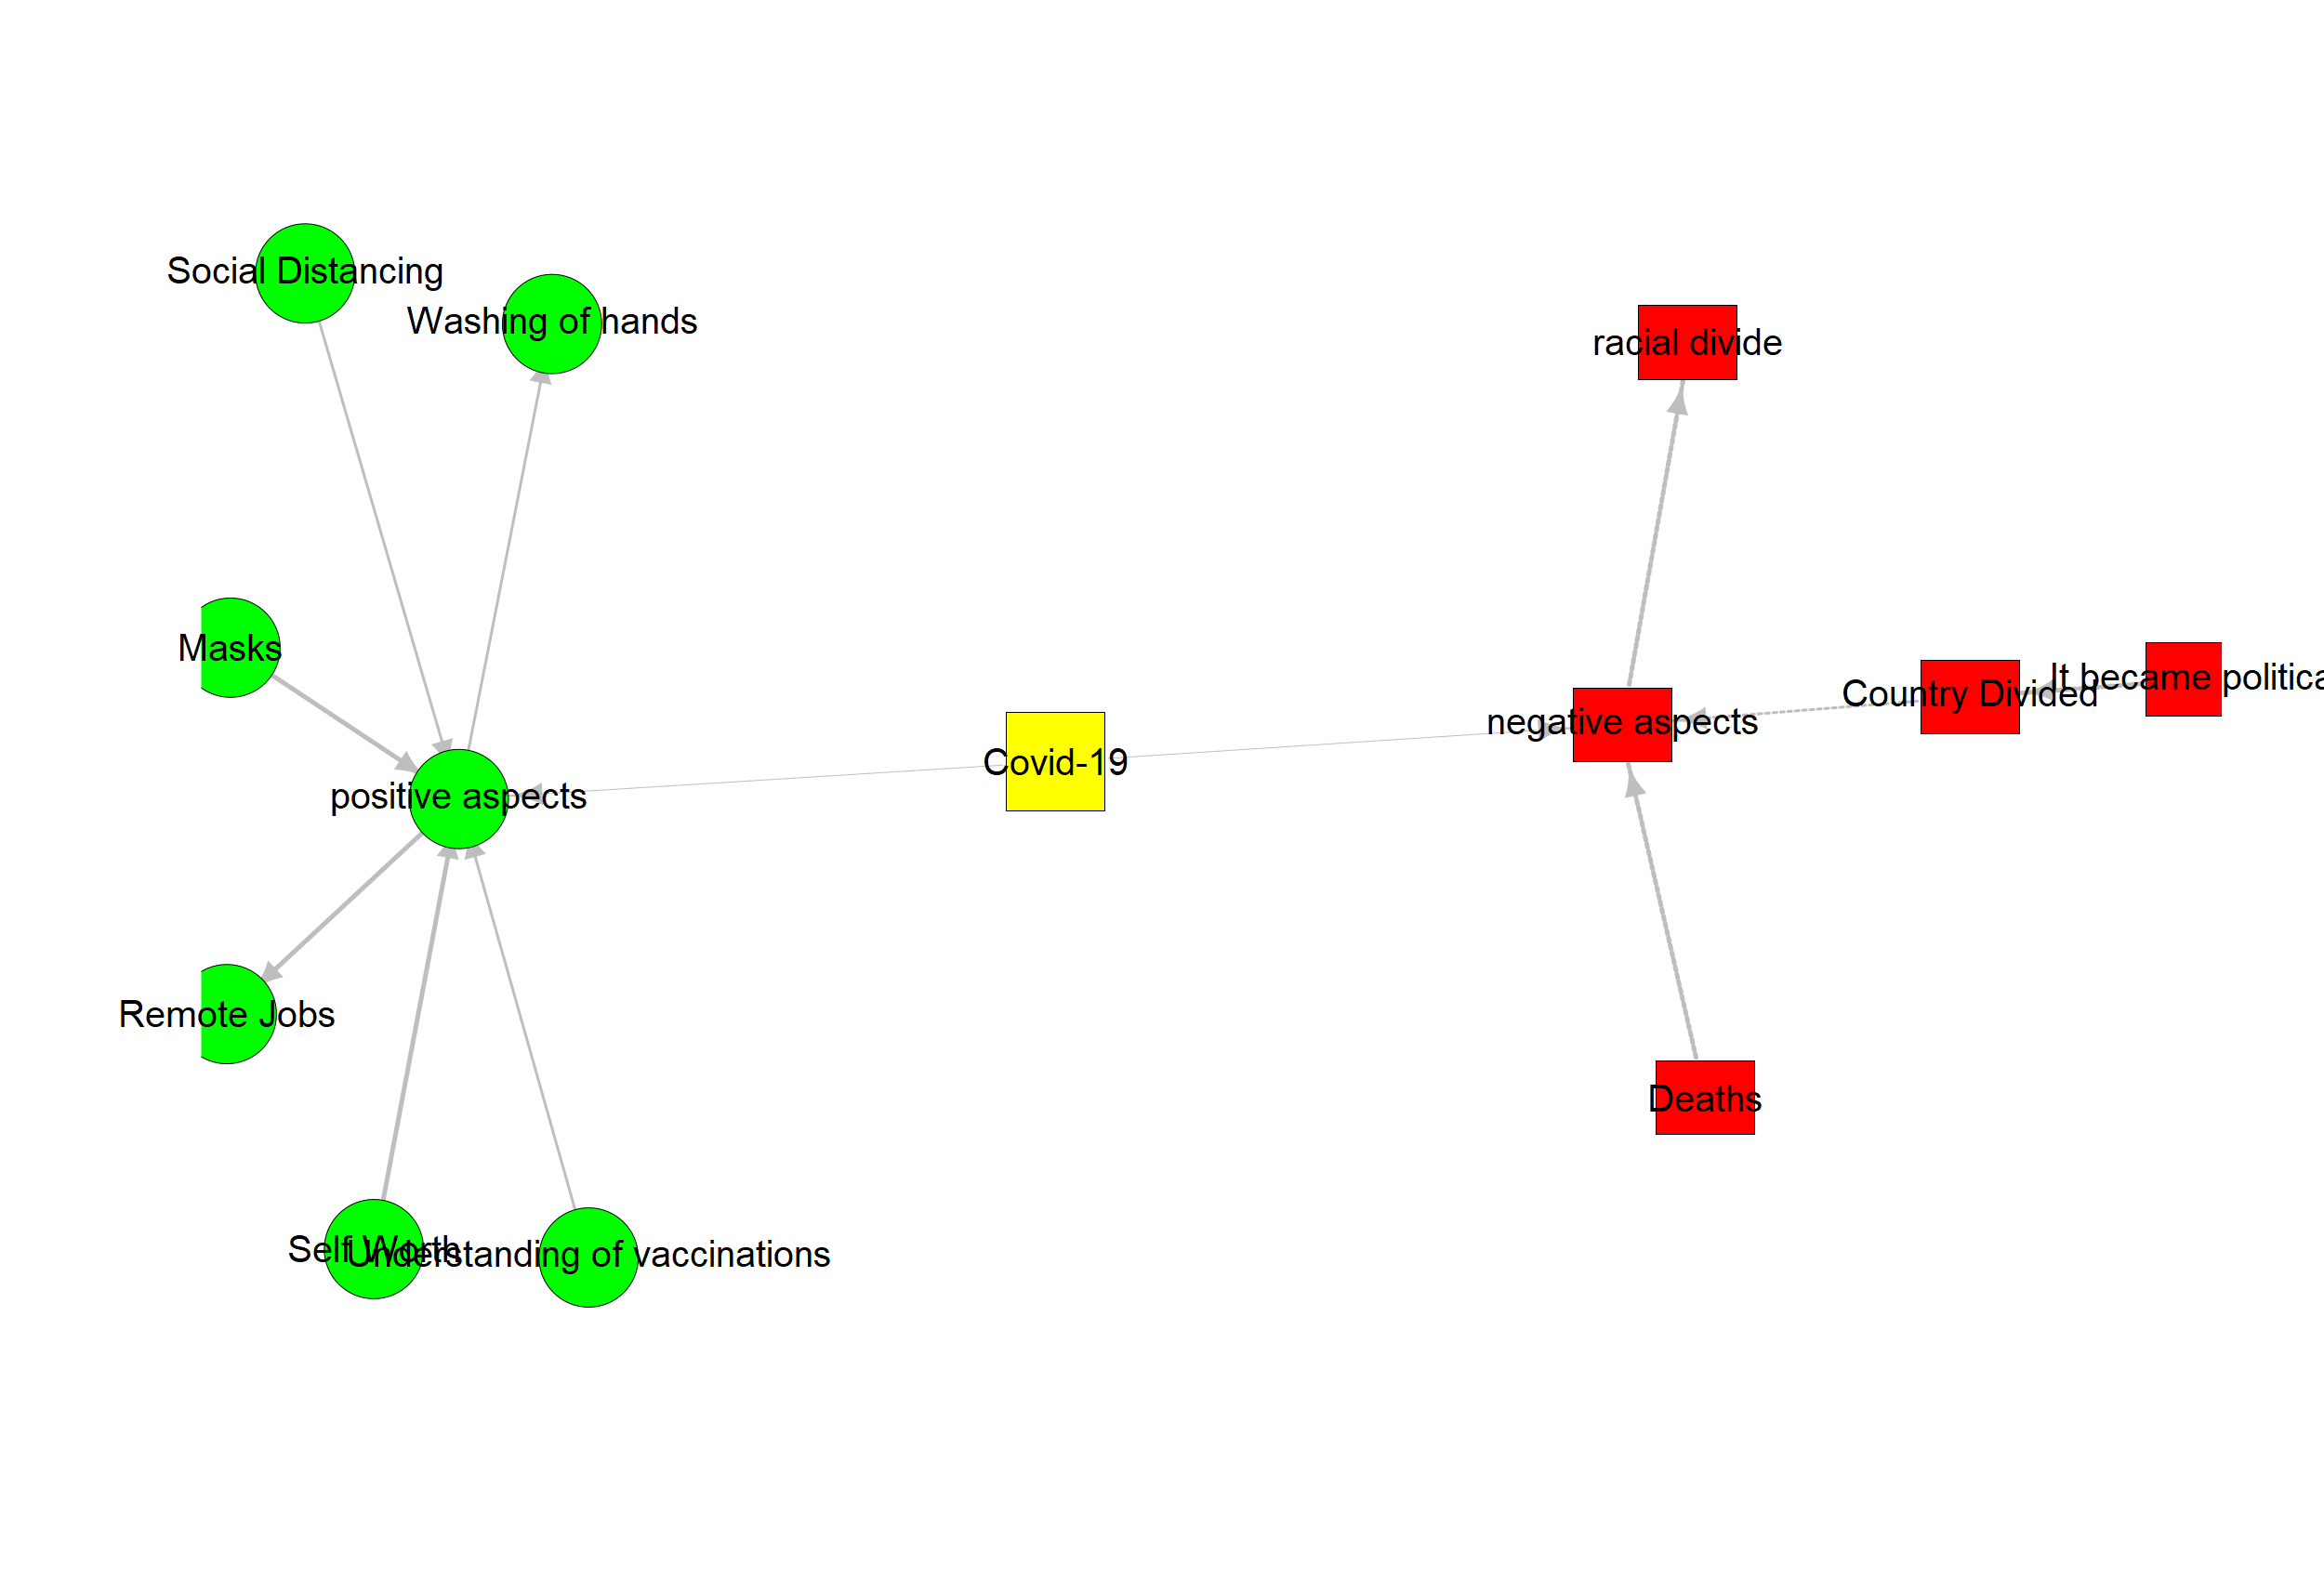 Social Distancing
Washing of hands
racial divide
Masks
It became politica
Country Divided
negative aspects
Covid-19
positive aspects
Remote Jobs
Deaths
Self Worth
Understanding of vaccinations